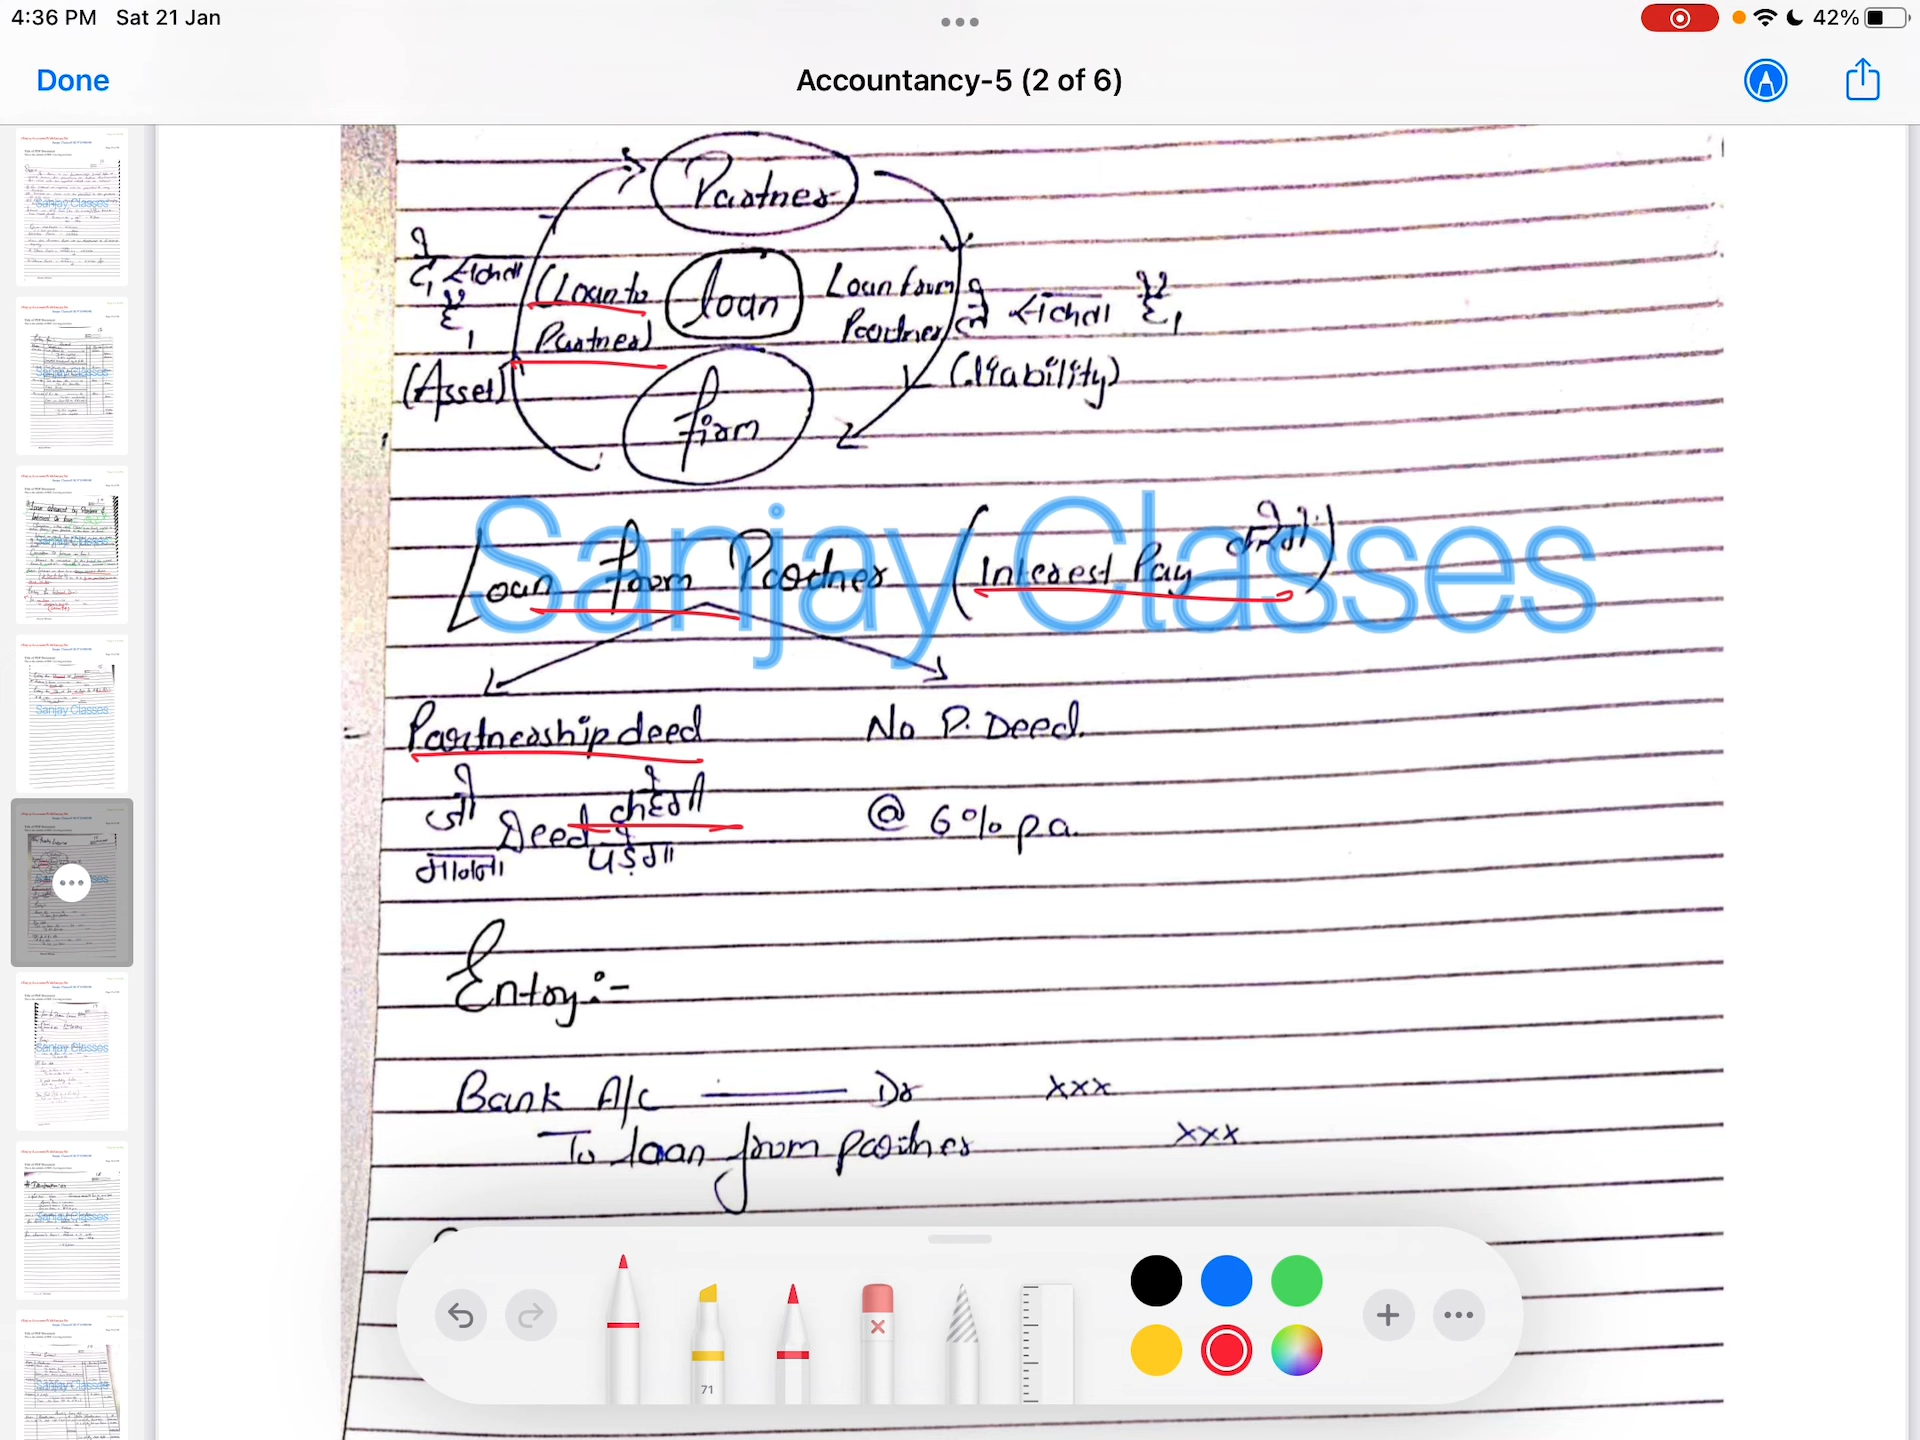 4:36 PM Sat 21 Jan
42%
Done
Accountancy-5 (2 of 6)
Partner
(Loan to
Partner)
loan
Loan from
Partner
(Asset)
(liability)
firm
Sanjay Classes
Loan from Partner (Interest Pay करेगी)
Partnership deed
No P. Deed.
जो Deed कहेगी
मानना पड़ेगा
@ 6% p.a.
Entry:-
Bank A/c ——— Dr xxx
To loan from partner xxx
71